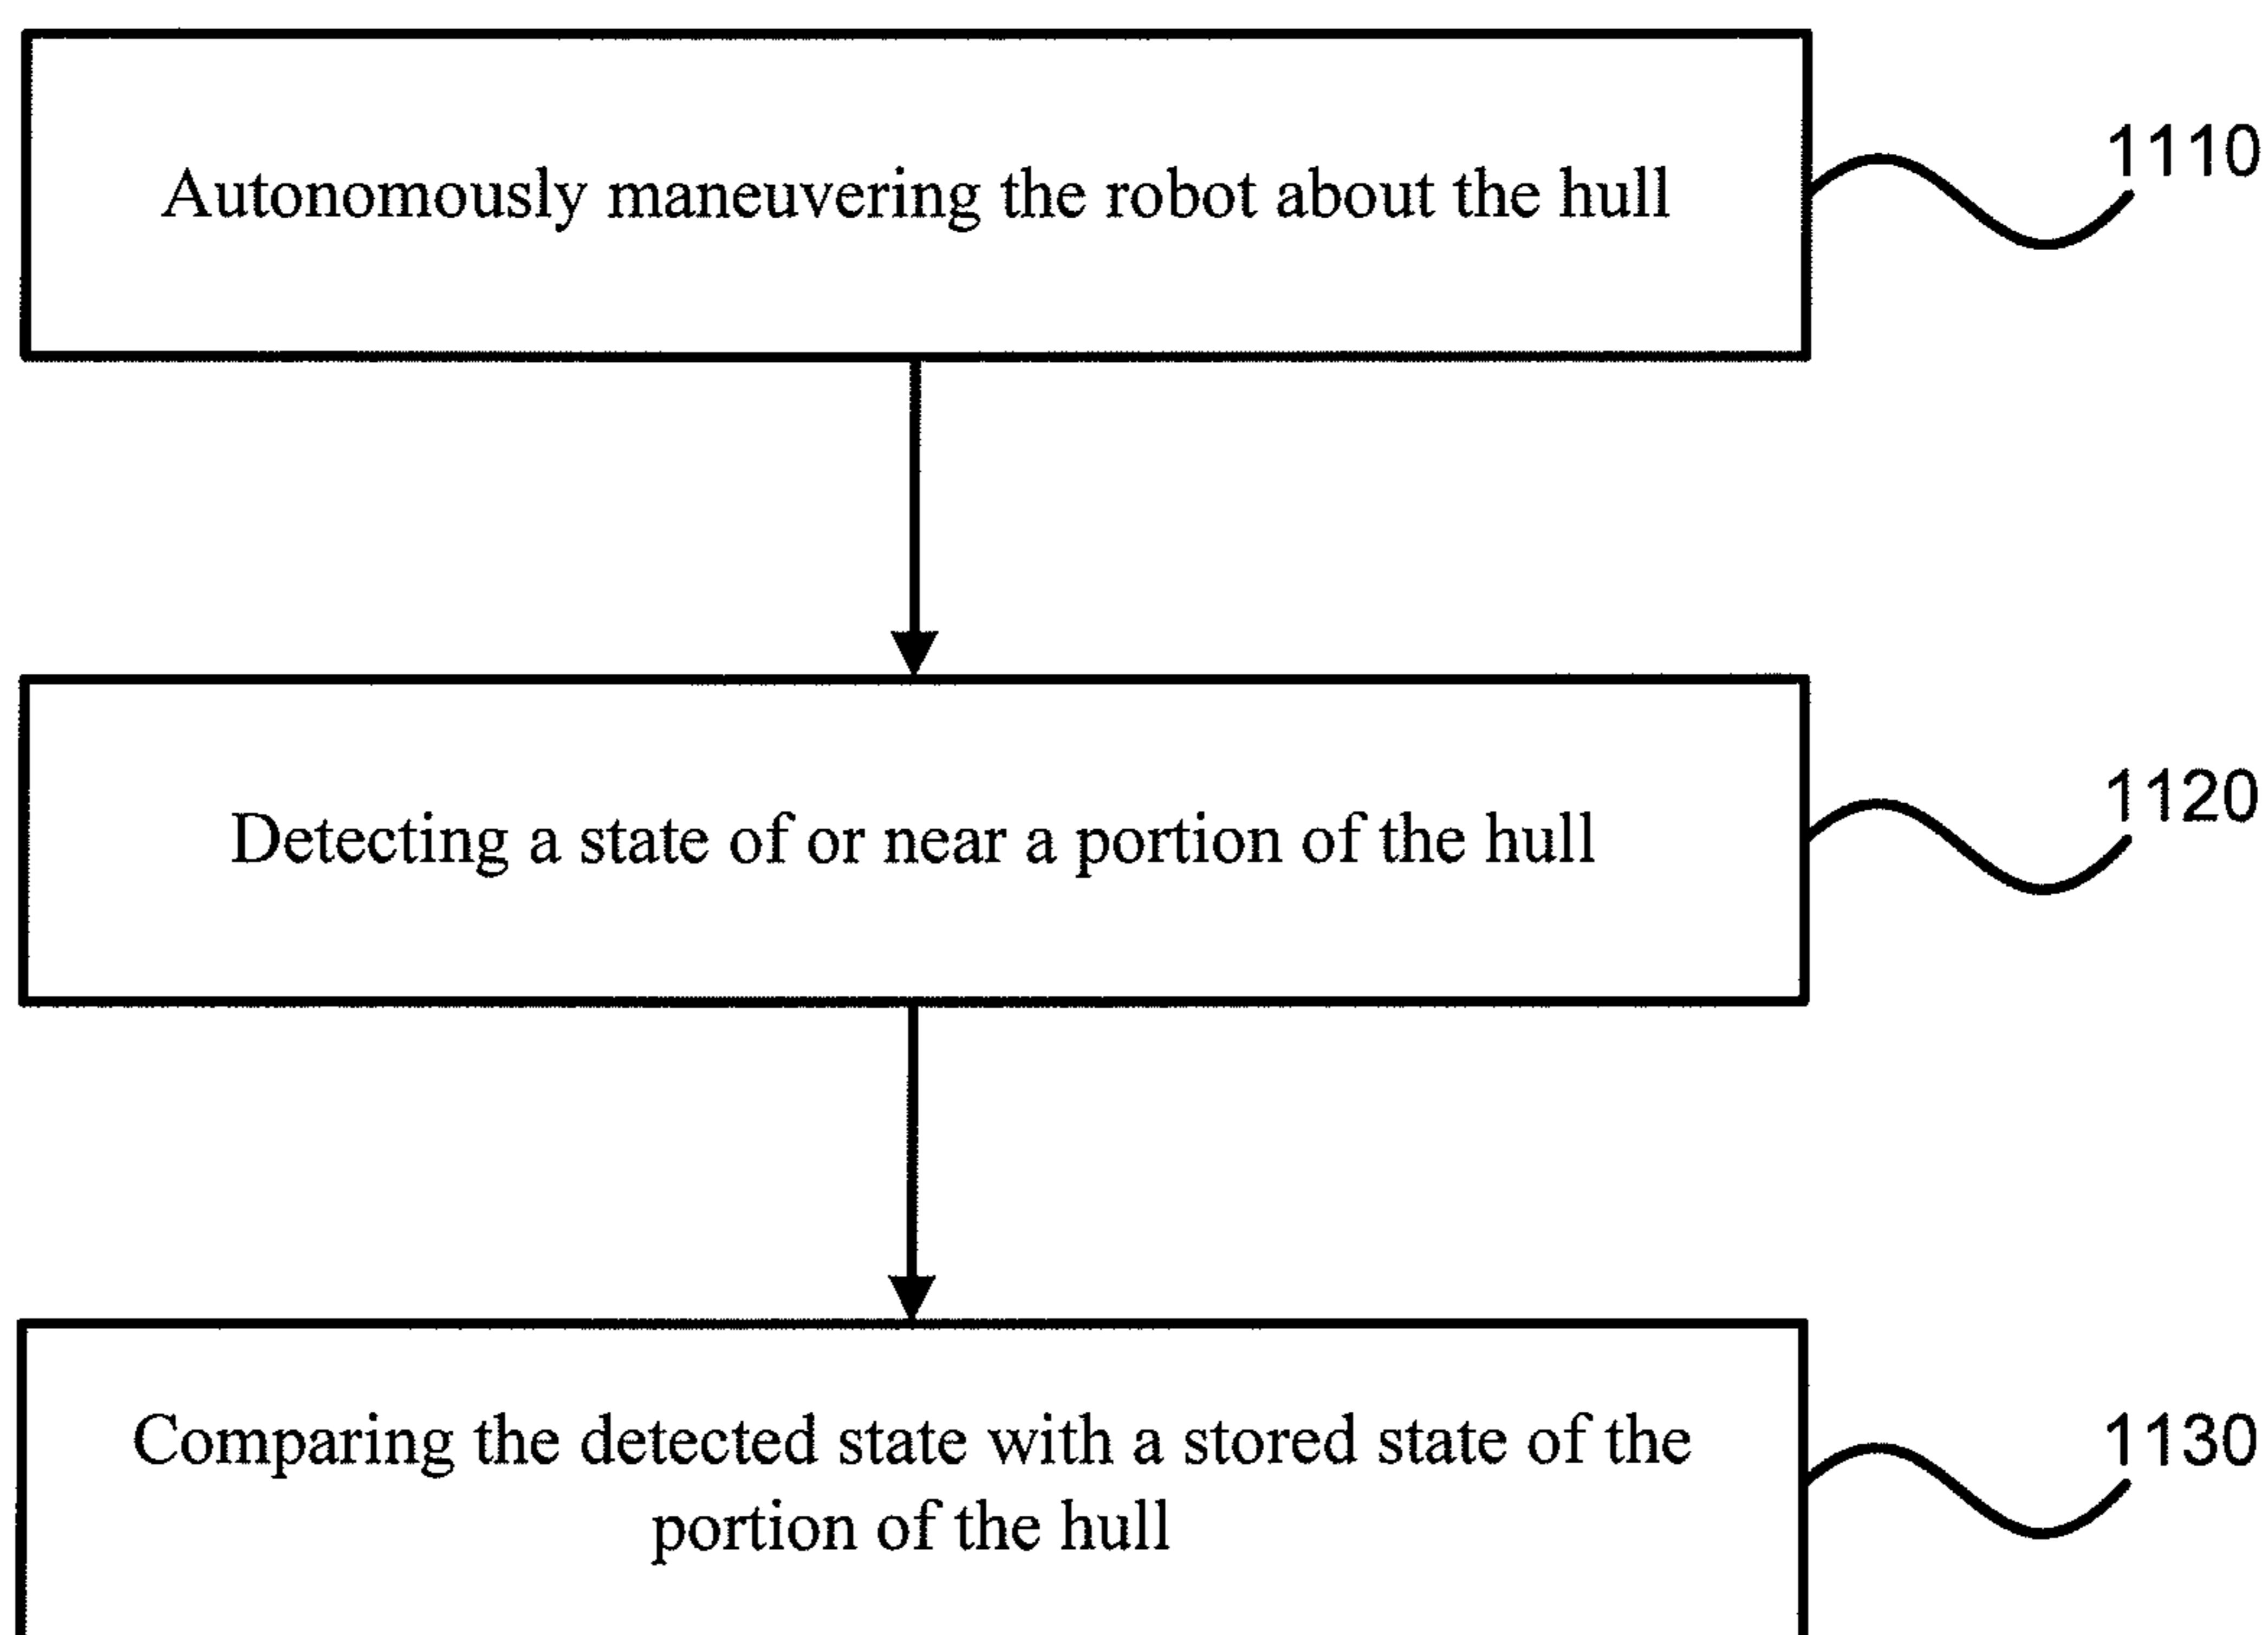 Autonomously maneuvering the robot about the hull
1110
Detecting a state of or near a portion of the hull
1120
Comparing the detected state with a stored state of the
portion of the hull
1130